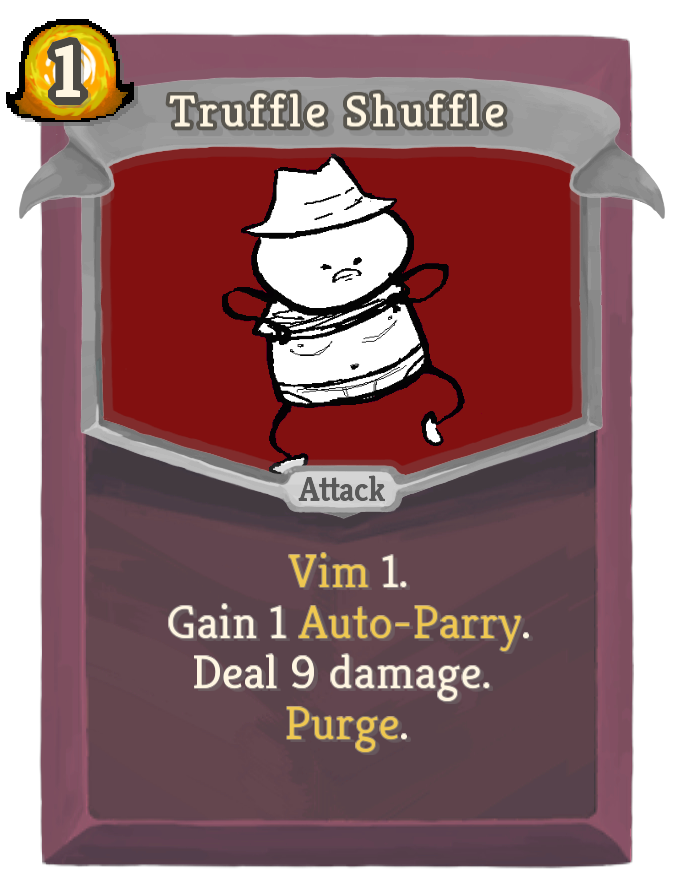 1
Truffle Shuffle
Attack
Vim 1.
Gain 1 Auto-Parry.
Deal 9 damage.
Purge.